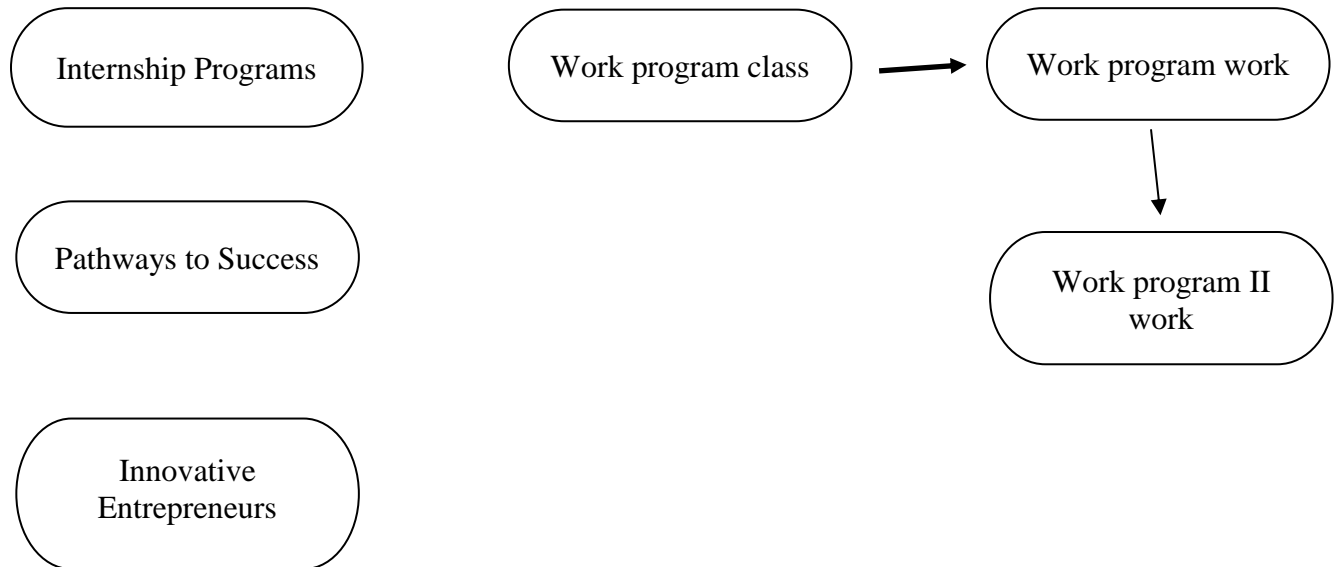 Internship Programs
Work program class
Work program work
Pathways to Success
Work program II
work
Innovative
Entrepreneurs